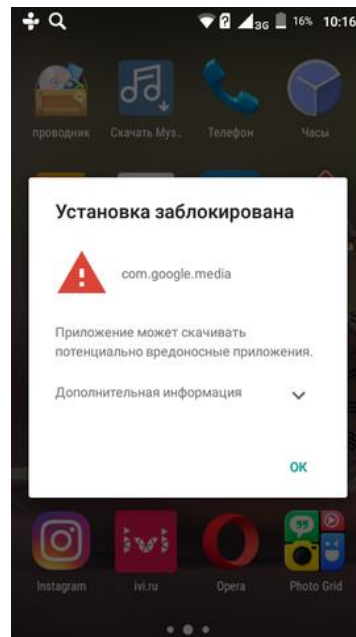 3G 16% 10:16
проводник Скачать Муз.. Телефон Часы
Установка заблокирована
com.google.media
Приложение может скачивать
потенциально вредоносные приложения.
Дополнительная информация
ОК
Instagram ivi.ru Opera Photo Grid